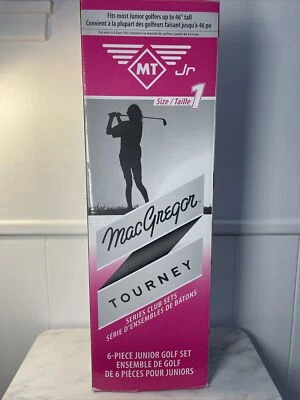 Fits most Junior golfers up to 46" tall
Convient à la plupart des golfeurs faisant jusqu'à 46 po
MT Jr
Size / Taille 1
MacGregor
TOURNEY
SERIES CLUB SETS
SÉRIE D'ENSEMBLES DE BÂTONS
6-PIECE JUNIOR GOLF SET
ENSEMBLE DE GOLF
DE 6 PIÈCES POUR JUNIORS